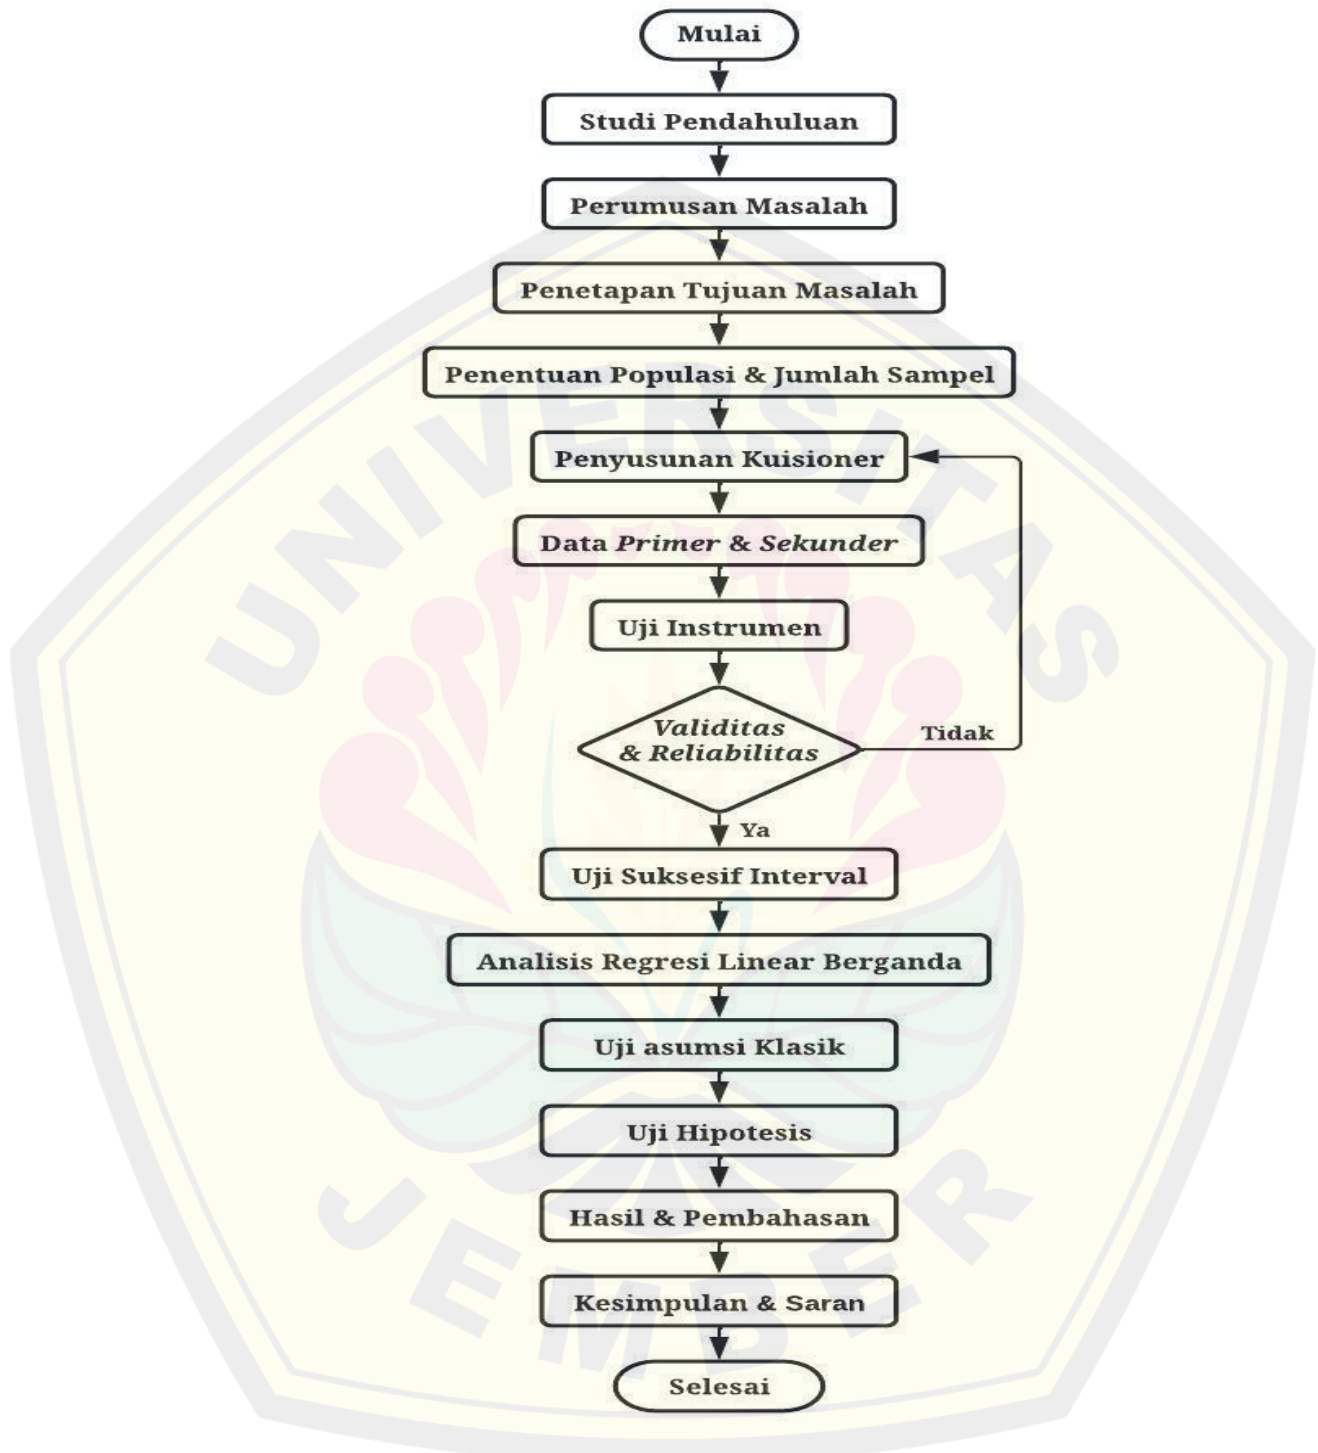 Mulai
Studi Pendahuluan
Perumusan Masalah
Penetapan Tujuan Masalah
Penentuan Populasi & Jumlah Sampel
Penyusunan Kuisioner
Data Primer & Sekunder
Uji Instrumen
Validitas
& Reliabilitas
Tidak
Ya
Uji Suksesif Interval
Analisis Regresi Linear Berganda
Uji asumsi Klasik
Uji Hipotesis
Hasil & Pembahasan
Kesimpulan & Saran
Selesai
UNIVERSITAS
JEMBER